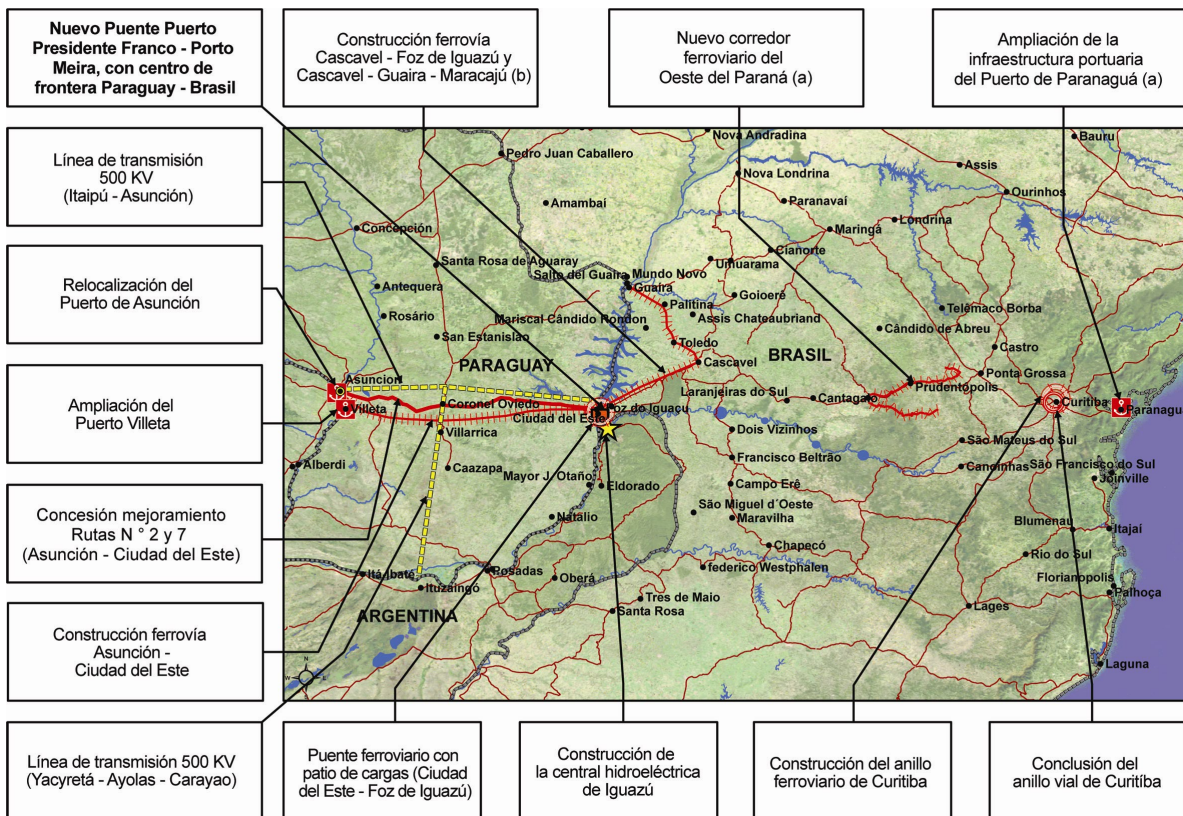 Nuevo Puente Puerto
Presidente Franco - Porto
Meira, con centro de
frontera Paraguay - Brasil
Construcción ferrovía
Cascavel - Foz de Iguazú y
Cascavel - Guaira - Maracajú (b)
Nuevo corredor
ferroviario del
Oeste del Paraná (a)
Ampliación de la
infraestructura portuaria
del Puerto de Paranaguá (a)
Línea de transmisión
500 KV
(Itaipú - Asunción)
Relocalización del
Puerto de Asunción
Ampliación del
Puerto Villeta
Concesión mejoramiento
Rutas N ° 2 y 7
(Asunción - Ciudad del Este)
Construcción ferrovía
Asunción -
Ciudad del Este
Línea de transmisión 500 KV
(Yacyretá - Ayolas - Carayao)
Puente ferroviario con
patio de cargas (Ciudad
del Este - Foz de Iguazú)
Construcción de
la central hidroeléctrica
de Iguazú
Construcción del anillo
ferroviario de Curitiba
Conclusión del
anillo vial de Curitíba
Nova Andradina
Bauru
Pedro Juan Caballero
Assis
Nova Londrina
Ourinhos
Amambaí
Paranavaí
Londrina
Concepción
Maringá
Cianorte
Santa Rosa de Aguaray
Umuarama
Salto del Guaira
Mundo Novo
Guaira
Antequera
Goioerê
Palitina
Telêmaco Borba
Rosário
Mariscal Cândido Rondon
Assis Chateaubriand
Cândido de Abreu
San Estanislao
Toledo
Castro
PARAGUAY
BRASIL
Cascavel
Ponta Grossa
Asunción
Prudentópolis
Laranjeiras do Sul
Cantagalo
Villeta
Coronel Oviedo
Foz do Iguaçu
Ciudad del Este
Curitiba
Paranagua
Villarrica
Dois Vizinhos
São Mateus do Sul
Alberdi
Caazapa
Francisco Beltrão
Canoinhas
São Francisco do Sul
Mayor J. Otaño
Eldorado
Campo Erê
Joinville
São Miguel d´Oeste
Natalio
Maravilha
Blumenau
Itajaí
Chapecó
Rio do Sul
Itá Ibaté
Posadas
Oberá
federico Westphalen
Florianopolis
Ituzaingó
Palhoça
Tres de Maio
Lages
ARGENTINA
Santa Rosa
Laguna
N